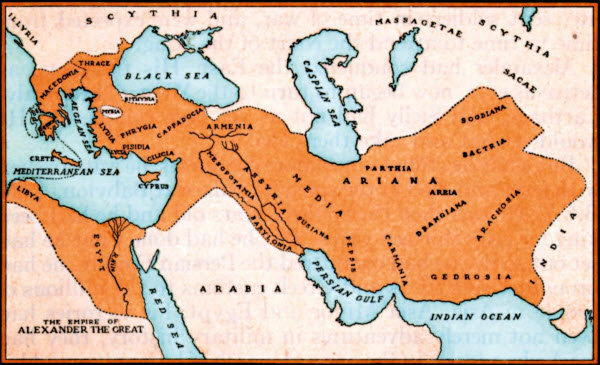 SCYTHIA
ILLYRIA
MASSAGETAE
SCYTHIA
SACAE
THRACE
MACEDONIA
BLACK SEA
CASPIAN SEA
BITHYNIA
AEGEAN SEA
LYDIA
PHRYGIA
CAPPADOCIA
ARMENIA
SOGDIANA
BACTRIA
LYCIA
PISIDIA
CILICIA
CRETE
MEDITERRANEAN SEA
CYPRUS
MESOPOTAMIA
ASSYRIA
MEDIA
PARTHIA
ARIANA
AREIA
LIBYA
BABYLONIA
SUSIANA
DRANGIANA
ARACHOSIA
PERSIS
CARMANIA
GEDROSIA
INDIA
EGYPT
ARABIA
PERSIAN GULF
RED SEA
INDIAN OCEAN
THE EMPIRE OF
ALEXANDER THE GREAT